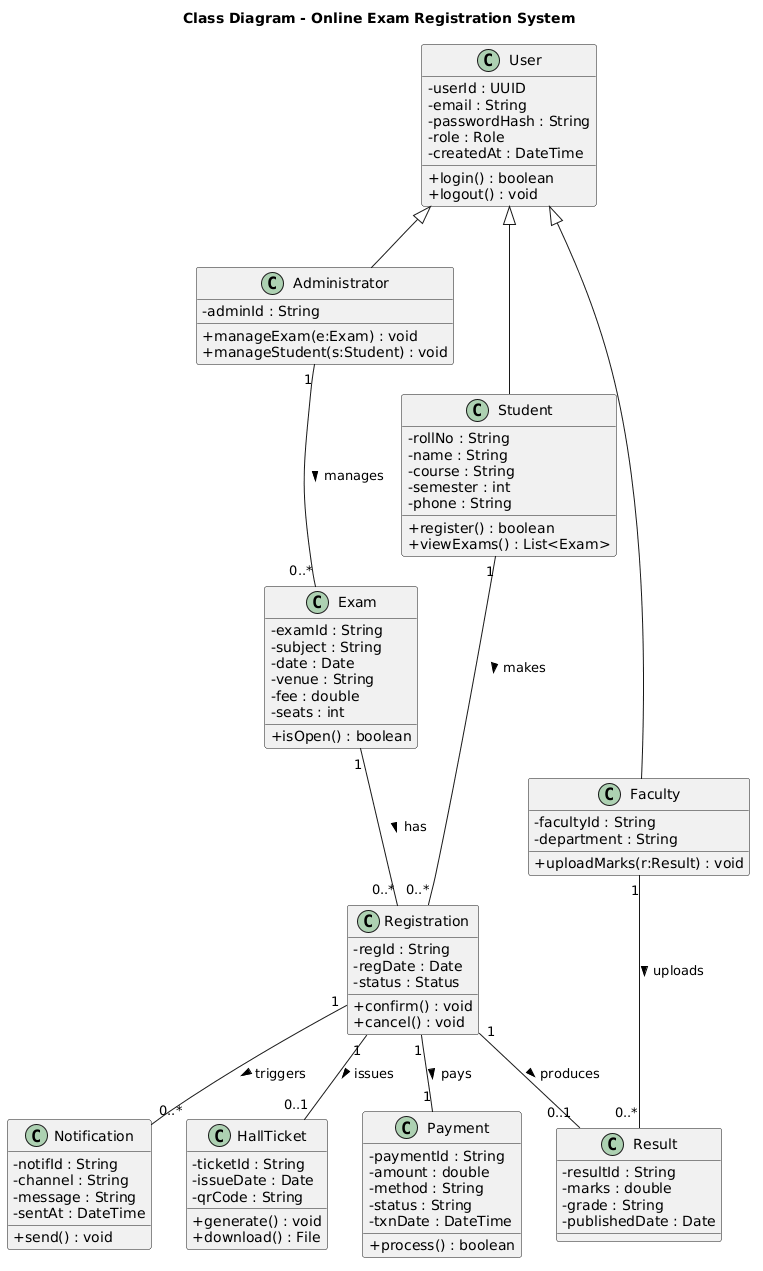 Class Diagram - Online Exam Registration System
C User
-userId : UUID
-email : String
-passwordHash : String
-role : Role
-createdAt : DateTime
+login() : boolean
+logout() : void
C Administrator
-adminId : String
+manageExam(e:Exam) : void
+manageStudent(s:Student) : void
1
manages
0..*
C Student
-rollNo : String
-name : String
-course : String
-semester : int
-phone : String
+register() : boolean
+viewExams() : List<Exam>
1
makes
0..*
C Exam
-examId : String
-subject : String
-date : Date
-venue : String
-fee : double
-seats : int
+isOpen() : boolean
1
has
0..*
C Faculty
-facultyId : String
-department : String
+uploadMarks(r:Result) : void
1
uploads
0..*
C Registration
-regId : String
-regDate : Date
-status : Status
+confirm() : void
+cancel() : void
1
triggers
0..*
1
issues
0..1
1
pays
1
1
produces
0..1
C Notification
-notifId : String
-channel : String
-message : String
-sentAt : DateTime
+send() : void
C HallTicket
-ticketId : String
-issueDate : Date
-qrCode : String
+generate() : void
+download() : File
C Payment
-paymentId : String
-amount : double
-method : String
-status : String
-txnDate : DateTime
+process() : boolean
C Result
-resultId : String
-marks : double
-grade : String
-publishedDate : Date